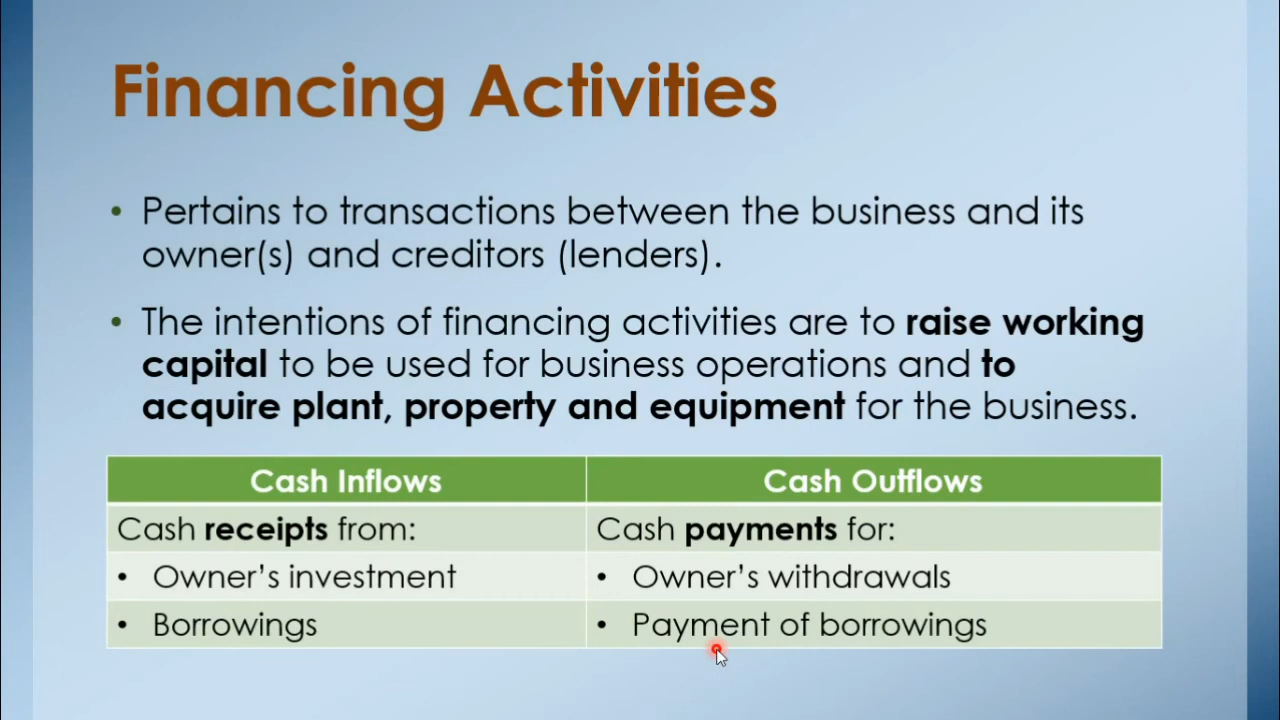 Financing Activities
• Pertains to transactions between the business and its
owner(s) and creditors (lenders).
• The intentions of financing activities are to raise working
capital to be used for business operations and to
acquire plant, property and equipment for the business.
Cash Inflows
Cash Outflows
Cash receipts from:
Cash payments for:
• Owner's investment
• Owner's withdrawals
• Borrowings
• Payment of borrowings